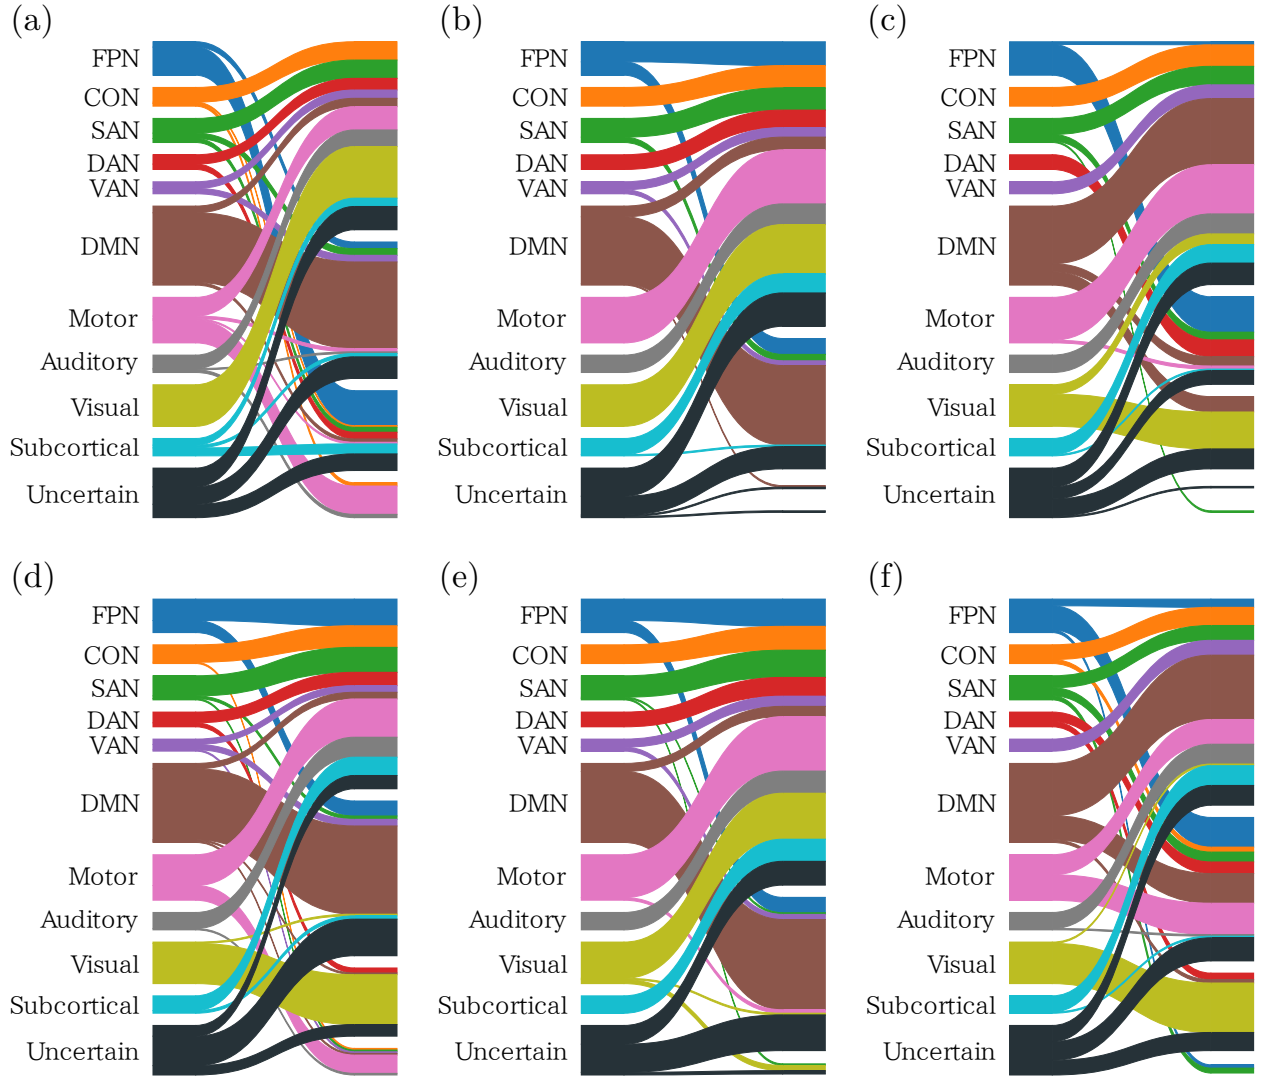 (a)
FPN
CON
SAN
DAN
VAN
DMN
Motor
Auditory
Visual
Subcortical
Uncertain
(b)
FPN
CON
SAN
DAN
VAN
DMN
Motor
Auditory
Visual
Subcortical
Uncertain
(c)
FPN
CON
SAN
DAN
VAN
DMN
Motor
Auditory
Visual
Subcortical
Uncertain
(d)
FPN
CON
SAN
DAN
VAN
DMN
Motor
Auditory
Visual
Subcortical
Uncertain
(e)
FPN
CON
SAN
DAN
VAN
DMN
Motor
Auditory
Visual
Subcortical
Uncertain
(f)
FPN
CON
SAN
DAN
VAN
DMN
Motor
Auditory
Visual
Subcortical
Uncertain